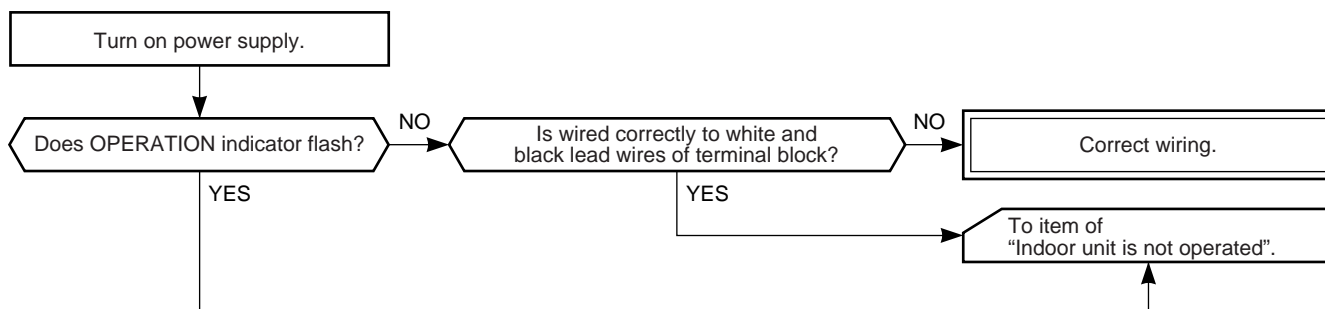 Turn on power supply.
Does OPERATION indicator flash?
NO
Is wired correctly to white and
black lead wires of terminal block?
NO
Correct wiring.
YES
YES
To item of
“Indoor unit is not operated”.